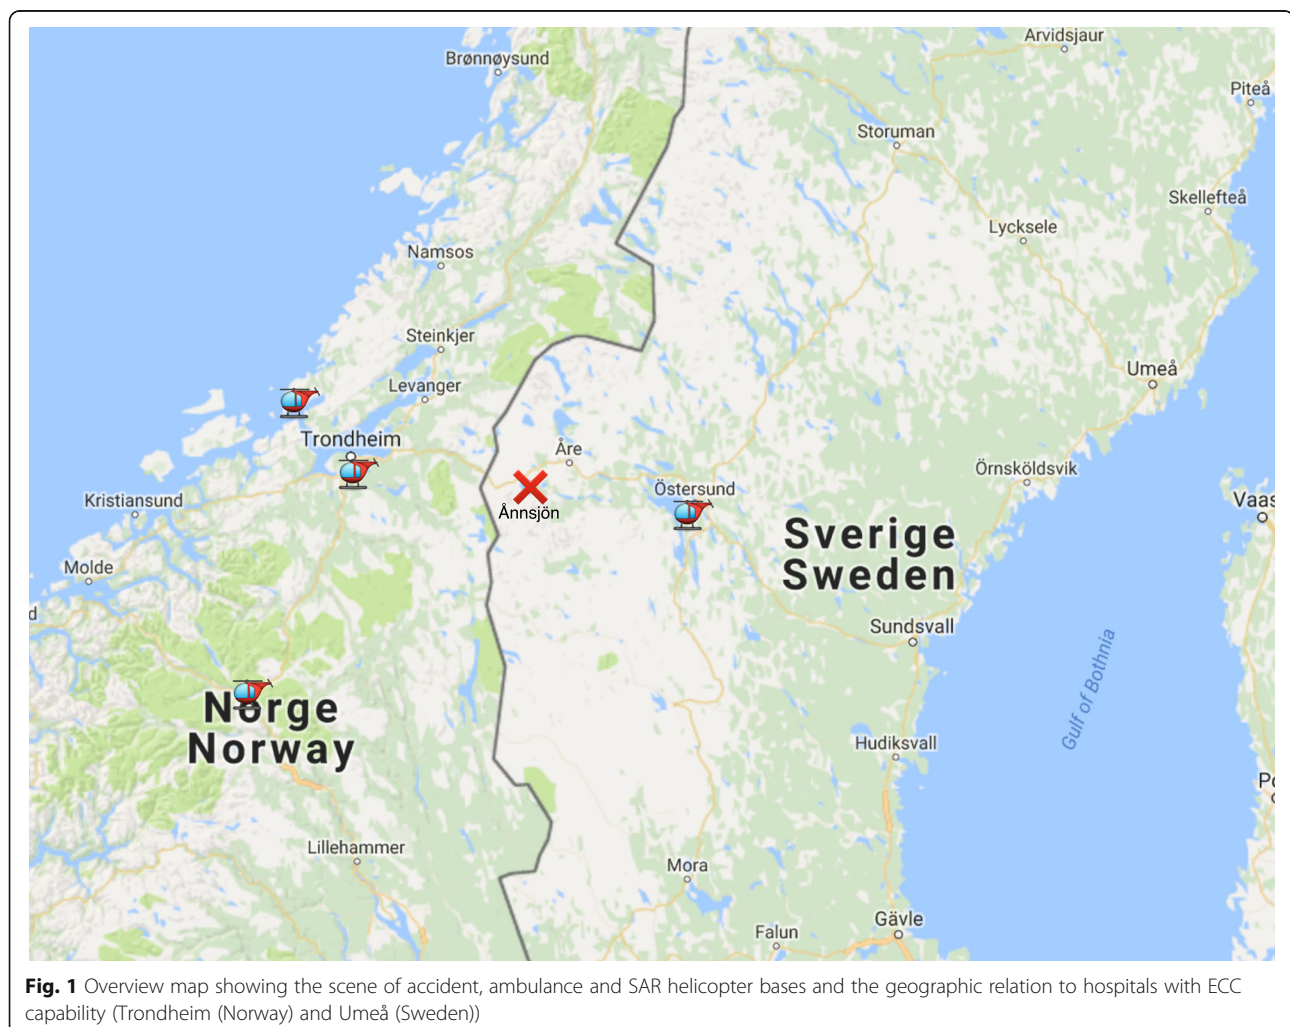 Arvidsjaur
Brønnøysund
Piteå
Storuman
Skellefteå
Lycksele
Namsos
Steinkjer
Umeå
Levanger
Trondheim
Åre
Örnsköldsvik
Östersund
Kristiansund
Vaas
Ånnsjön
Sverige
Sweden
Molde
d
Sundsvall
Gulf of Bothnia
Norge
Norway
Hudiksvall
Po
Lillehammer
Mora
Gävle
Falun
Fig. 1 Overview map showing the scene of accident, ambulance and SAR helicopter bases and the geographic relation to hospitals with ECC
capability (Trondheim (Norway) and Umeå (Sweden))